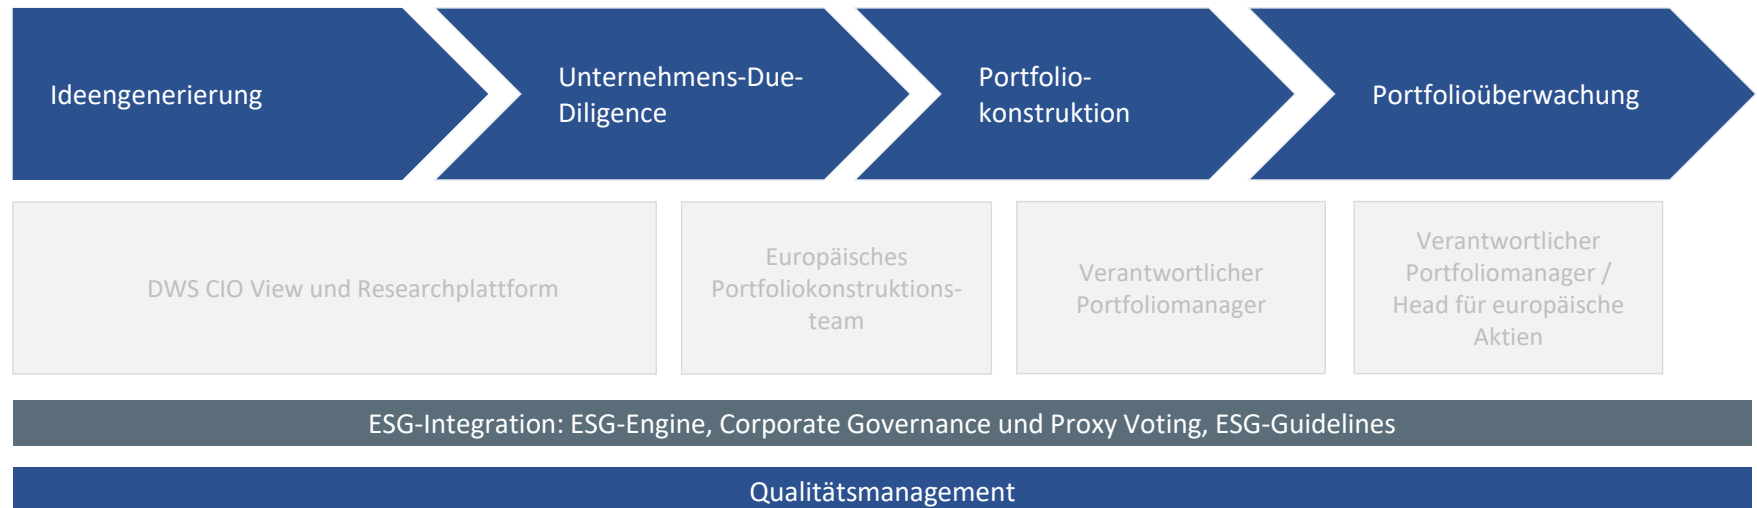 Ideengenerierung
Unternehmens-Due-
Diligence
Portfolio-
konstruktion
Portfolioüberwachung
DWS CIO View und Researchplattform
Europäisches
Portfoliokonstruktions-
team
Verantwortlicher
Portfoliomanager
Verantwortlicher
Portfoliomanager /
Head für europäische
Aktien
ESG-Integration: ESG-Engine, Corporate Governance und Proxy Voting, ESG-Guidelines
Qualitätsmanagement